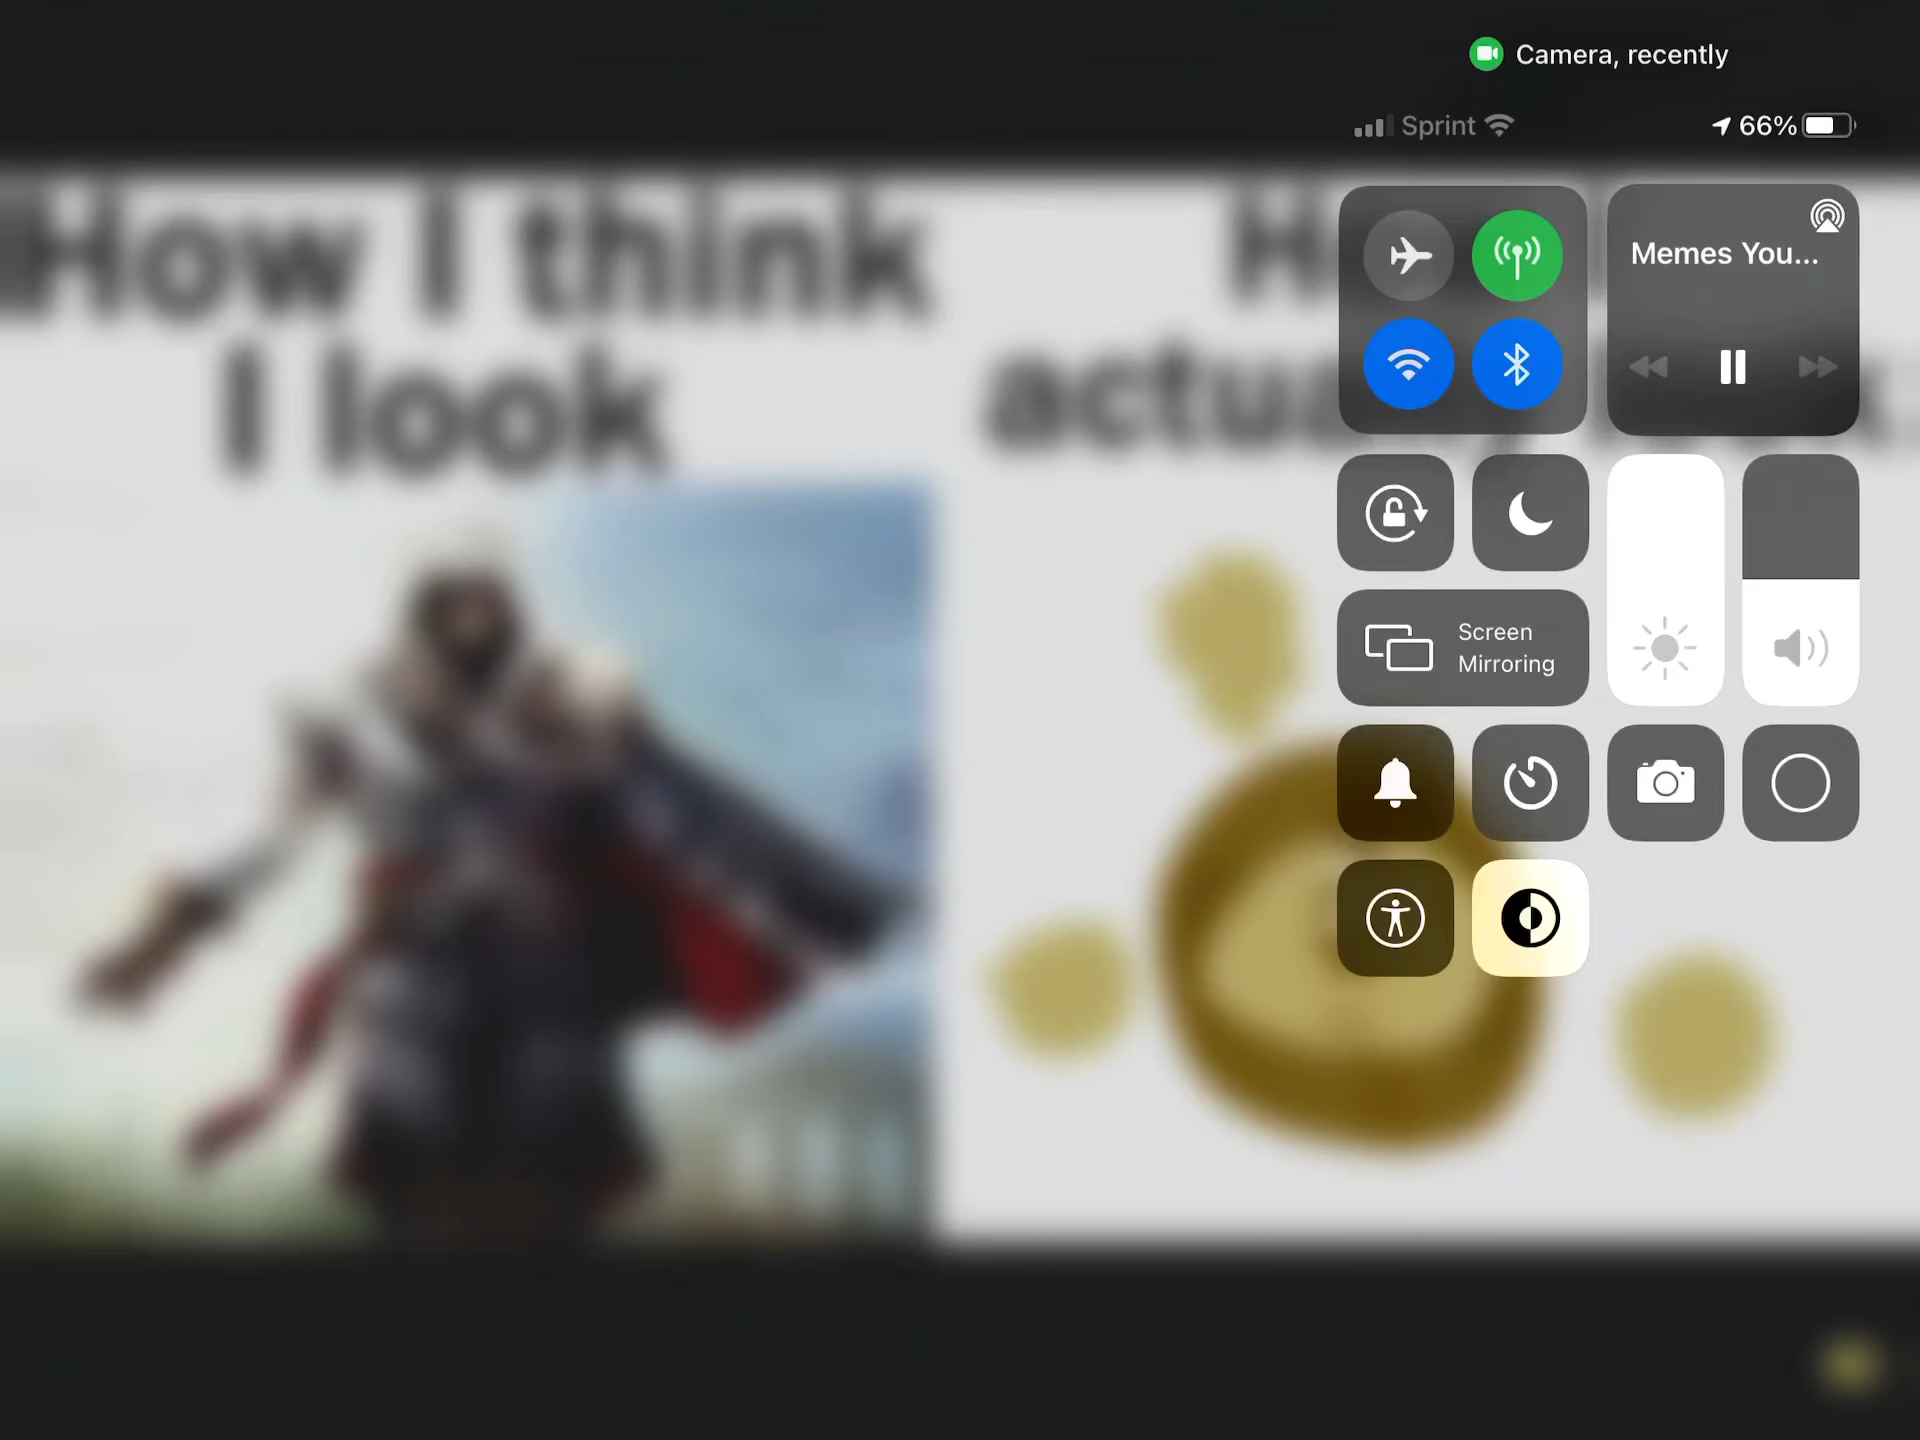 Camera, recently
Sprint
66%
How I think
I look
Memes You...
Screen
Mirroring